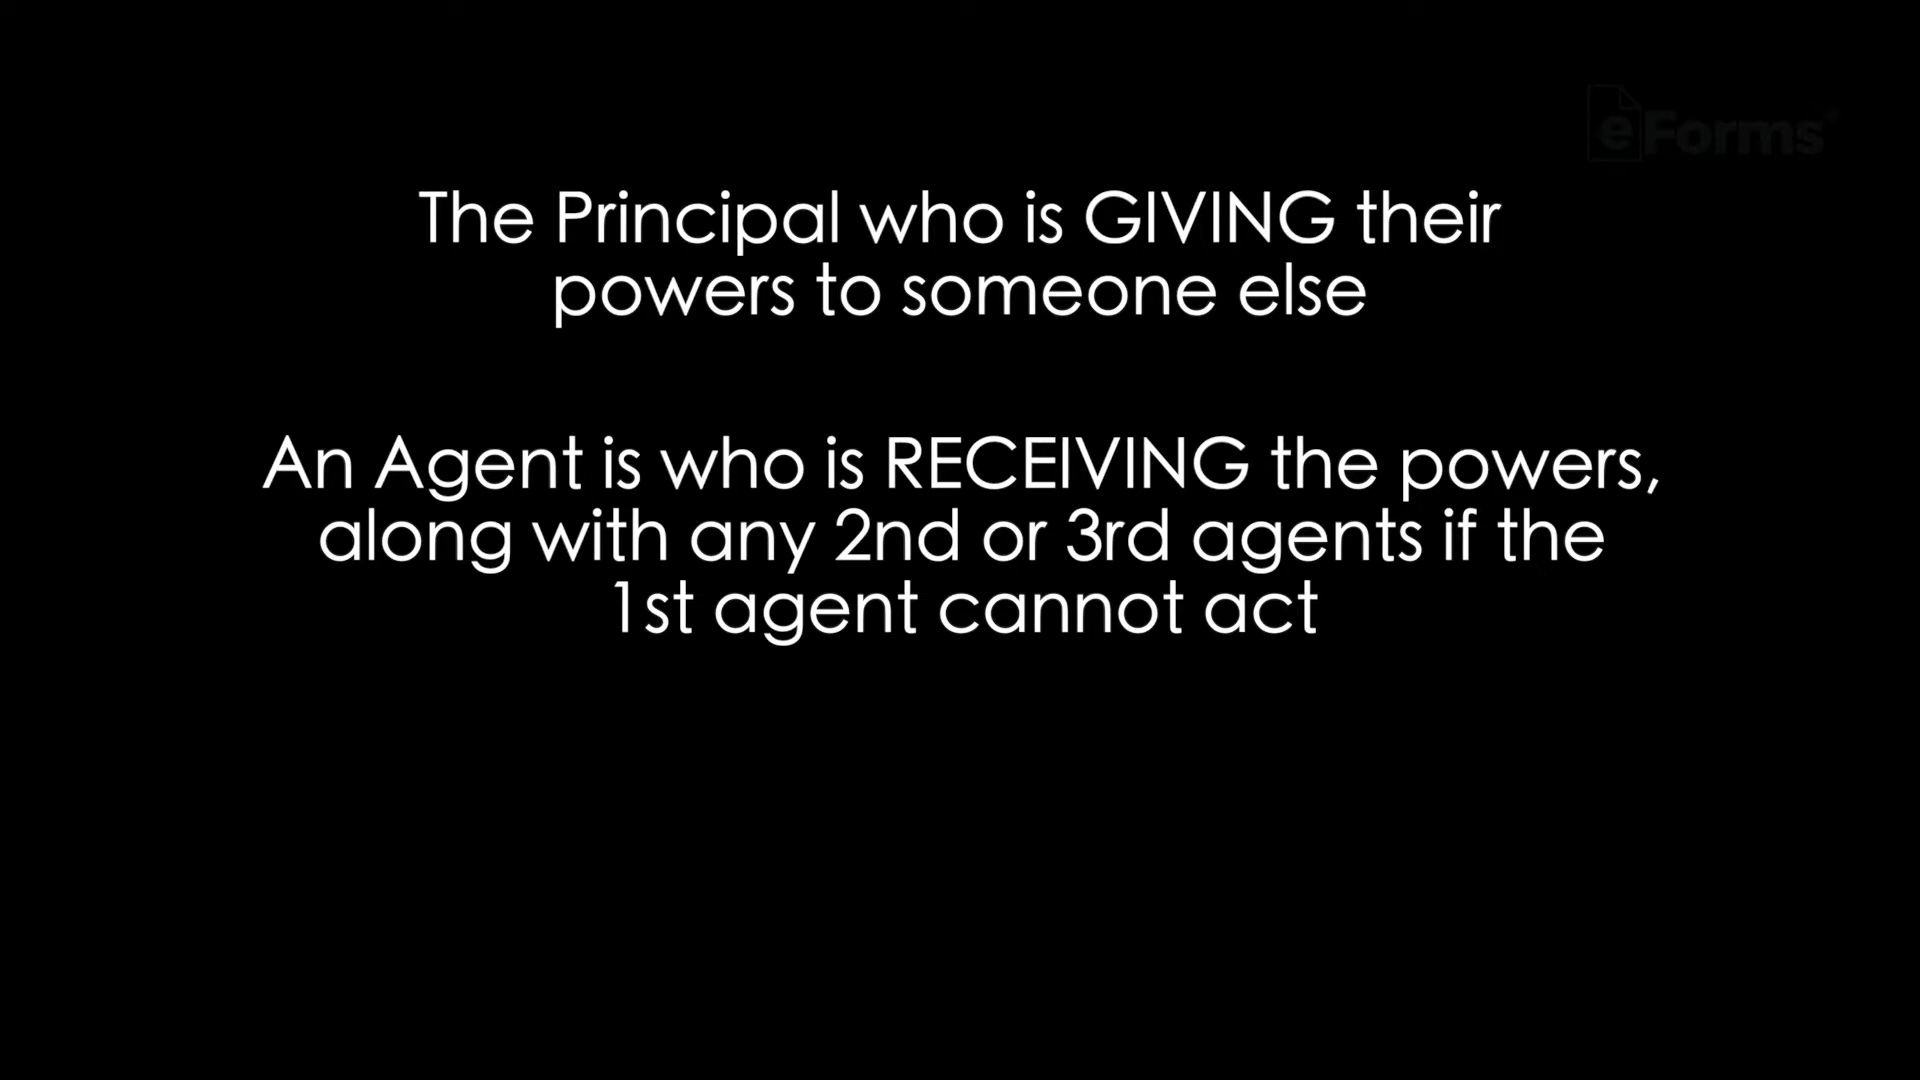 eForms
The Principal who is GIVING their
powers to someone else
An Agent is who is RECEIVING the powers,
along with any 2nd or 3rd agents if the
1st agent cannot act